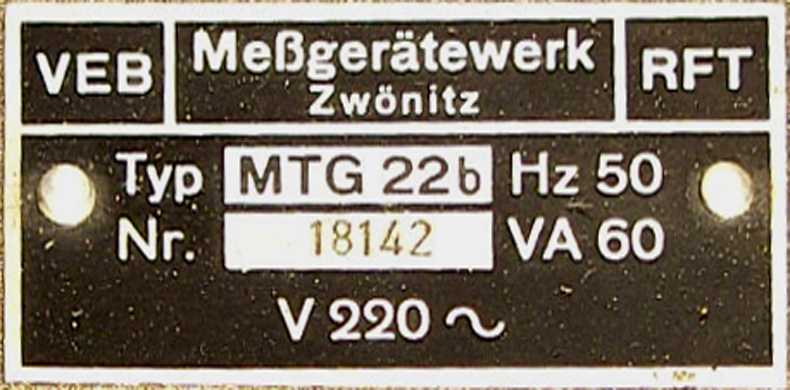 VEB Meßgerätewerk Zwönitz RFT
Typ MTG 22b Hz 50
Nr. 18142 VA 60
V 220 ~